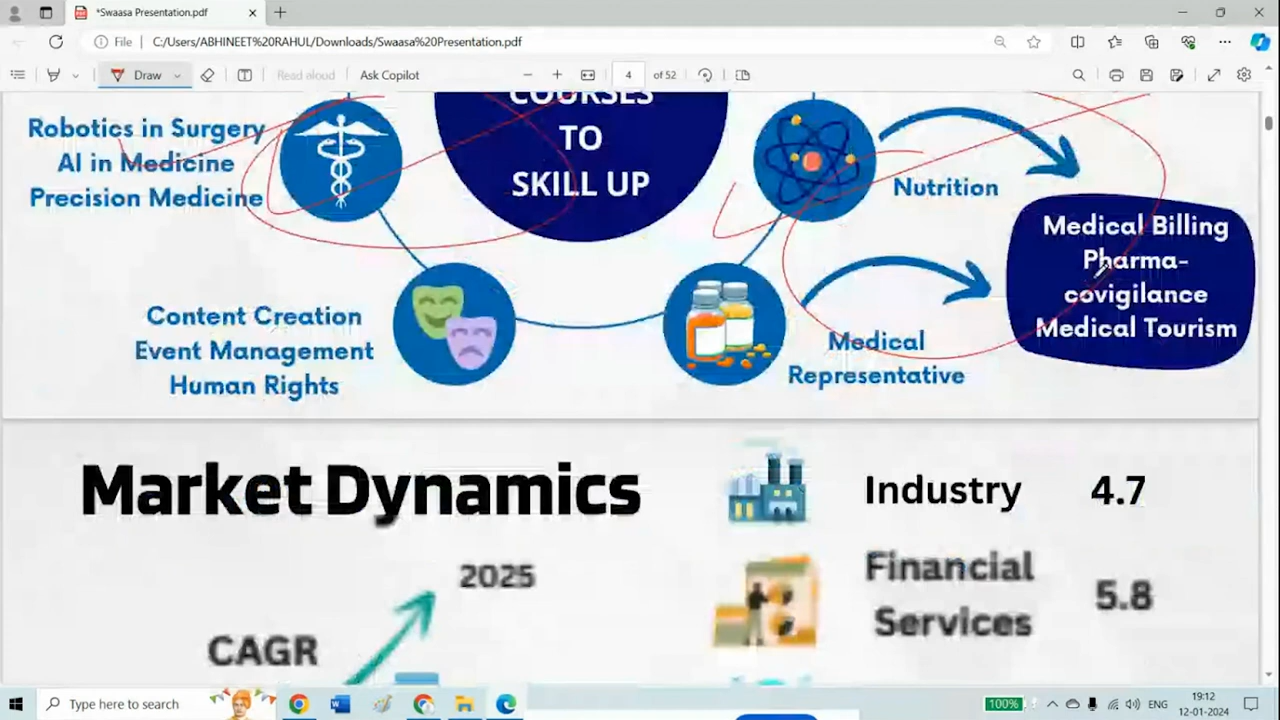 *Swaasa Presentation.pdf
File
C:/Users/ABHINEET%20RAHUL/Downloads/Swaasa%20Presentation.pdf
Draw
Read aloud
Ask Copilot
4
of 52
COURSES
TO
SKILL UP
Robotics in Surgery
AI in Medicine
Precision Medicine
Nutrition
Medical Billing
Pharma-
covigilance
Medical Tourism
Content Creation
Event Management
Human Rights
Medical
Representative
Market Dynamics
Industry 4.7
2025
Financial
Services
5.8
CAGR
Type here to search
100%
ENG
19:12
12-01-2024